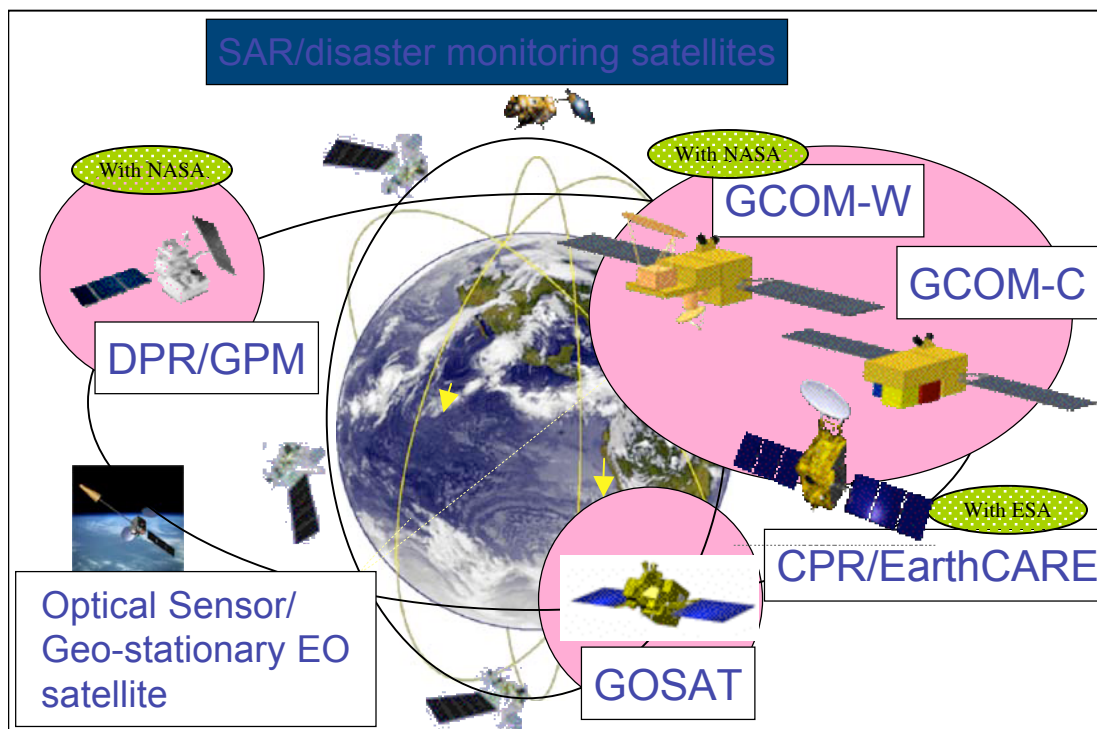 SAR/disaster monitoring satellites
With NASA
With NASA
GCOM-W
GCOM-C
DPR/GPM
With ESA
CPR/EarthCARE
Optical Sensor/
Geo-stationary EO
satellite
GOSAT